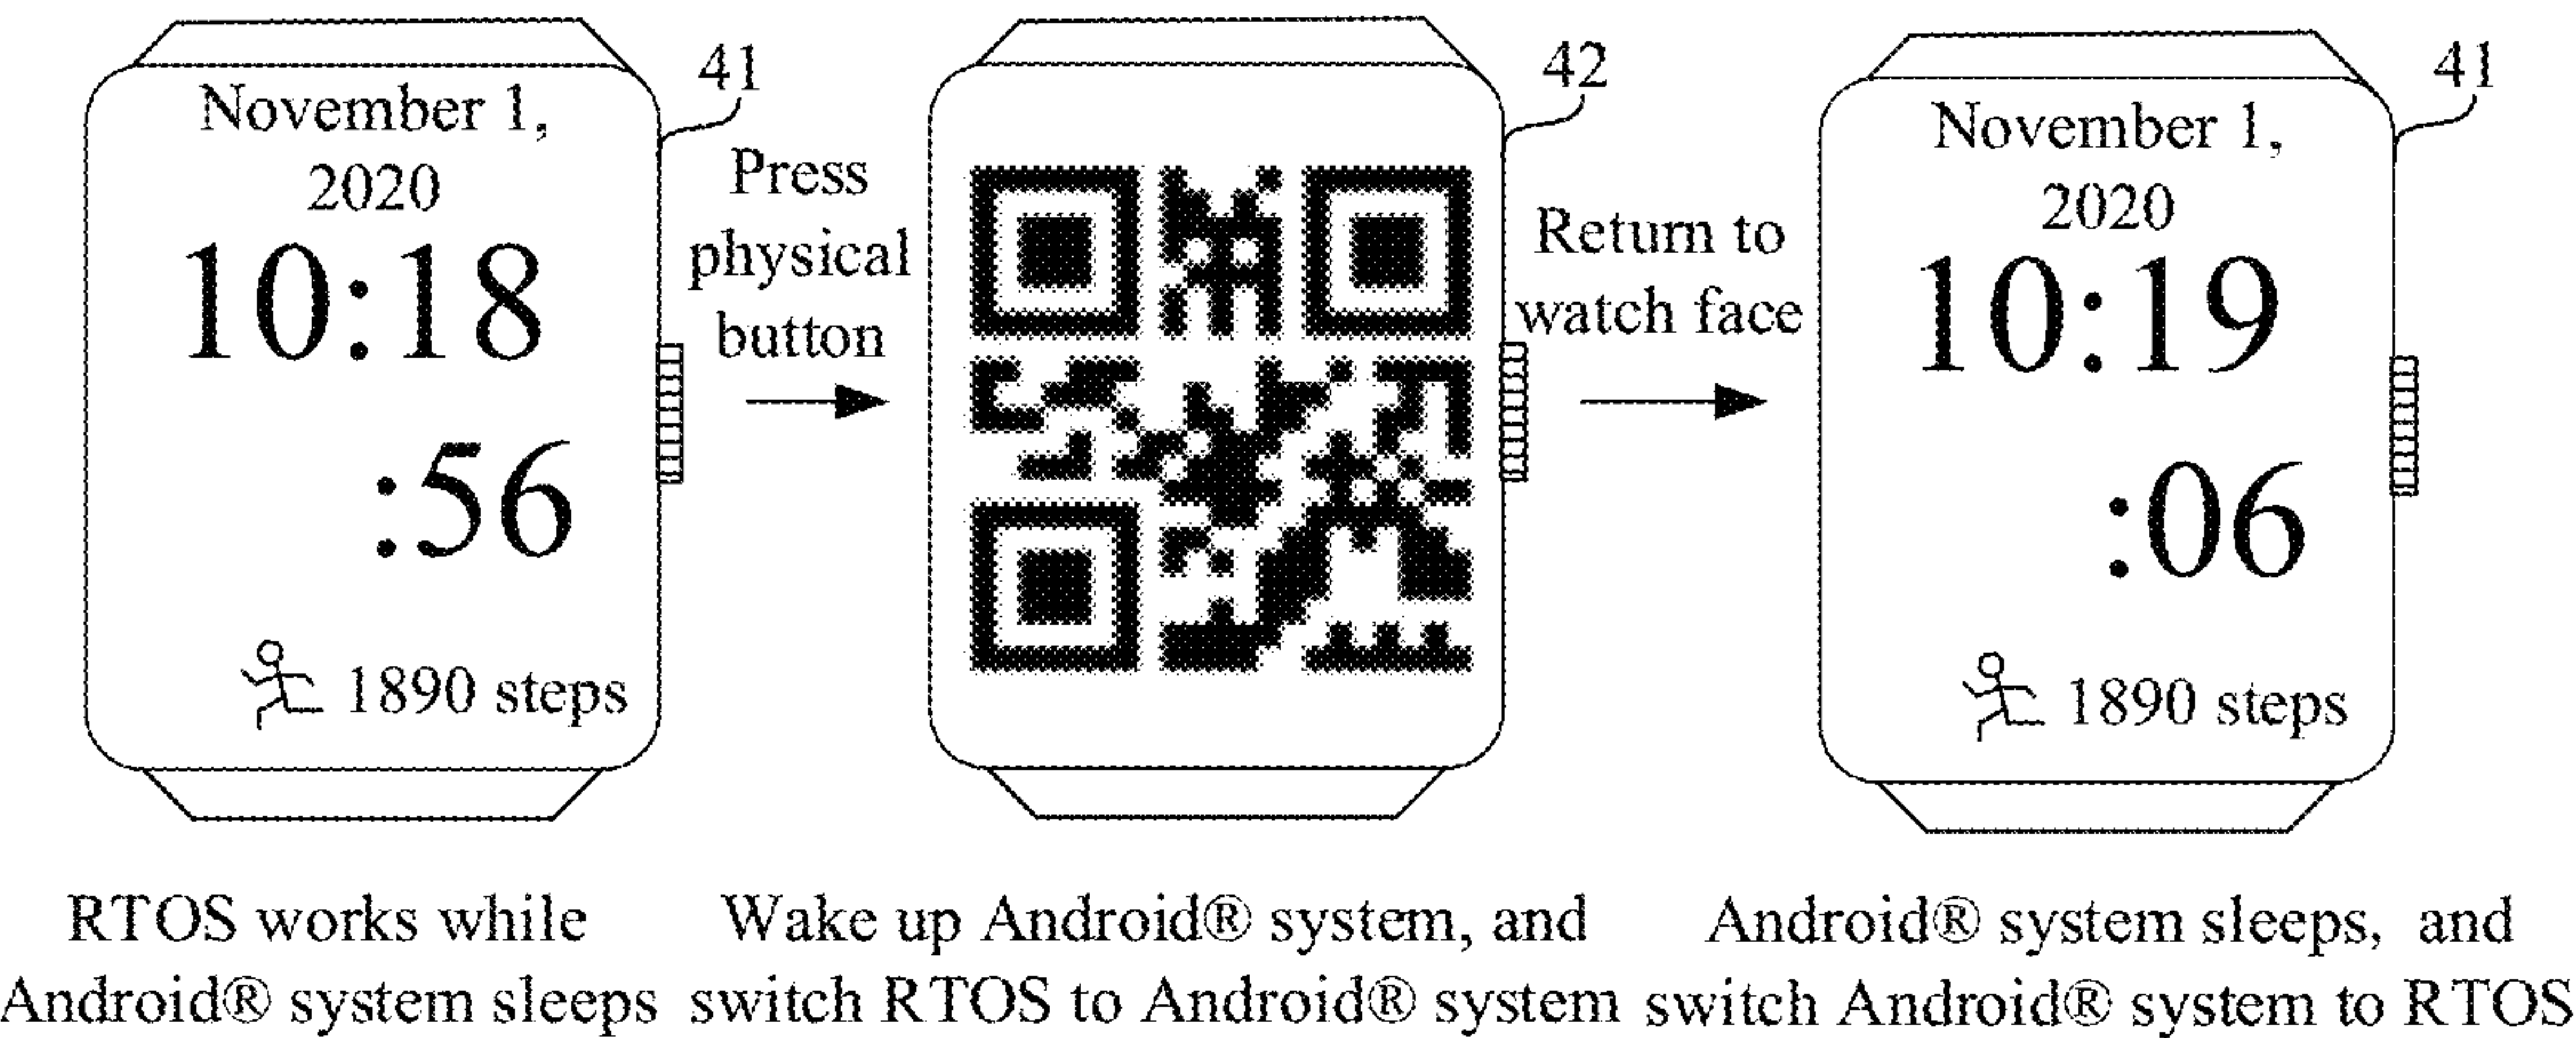 41
November 1,
2020
10:18
:56
1890 steps
Press
physical
button
42
Return to
watch face
41
November 1,
2020
10:19
:06
1890 steps
RTOS works while
Android® system sleeps
Wake up Android® system, and
switch RTOS to Android® system
Android® system sleeps, and
switch Android® system to RTOS